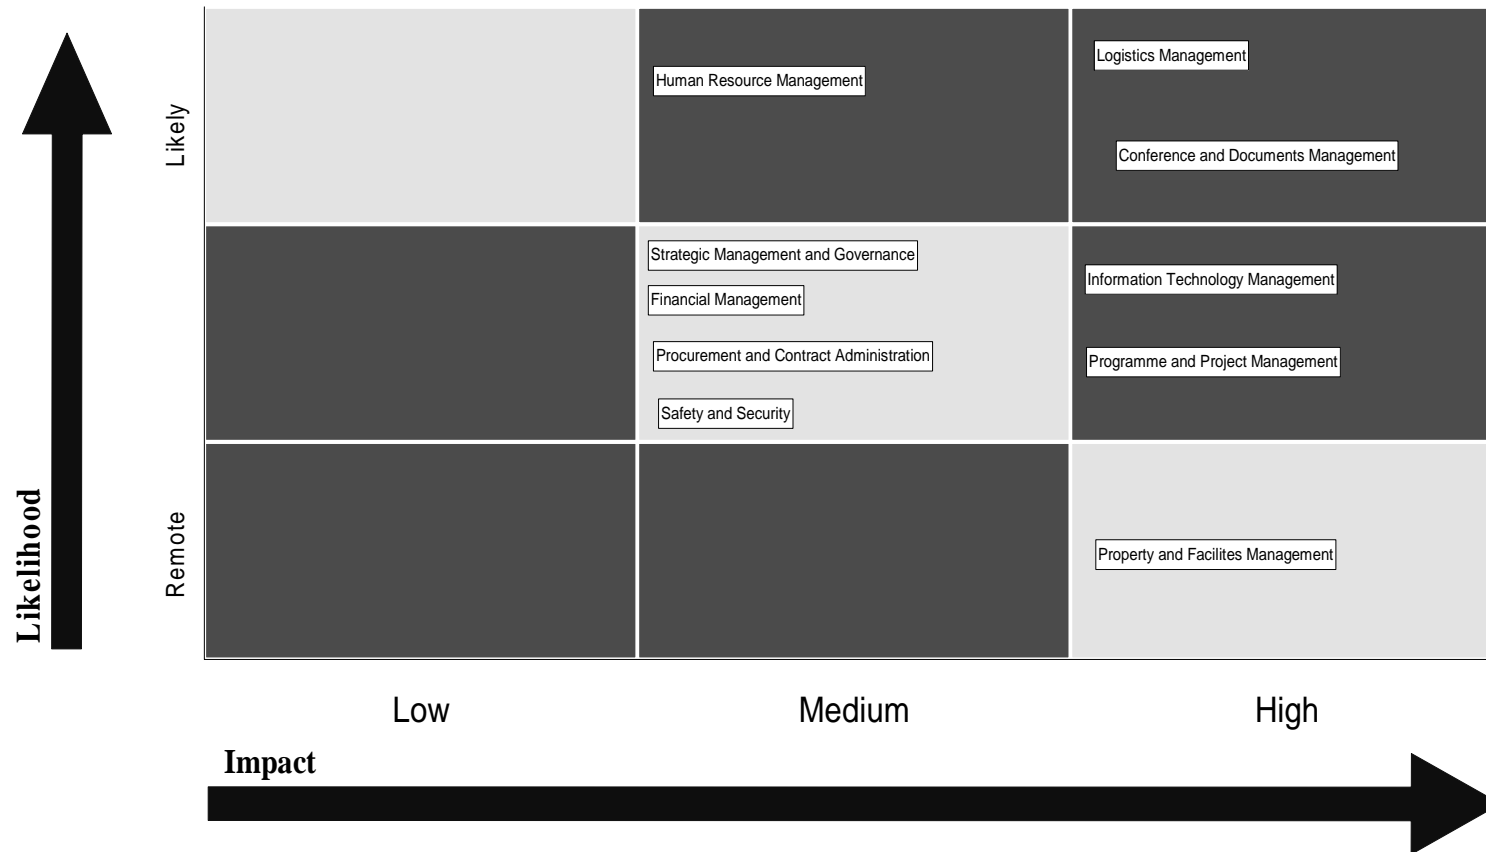 Likely
Human Resource Management
Logistics Management
Conference and Documents Management
Strategic Management and Governance
Financial Management
Procurement and Contract Administration
Safety and Security
Information Technology Management
Programme and Project Management
Likelihood
Remote
Property and Facilites Management
Low
Medium
High
Impact